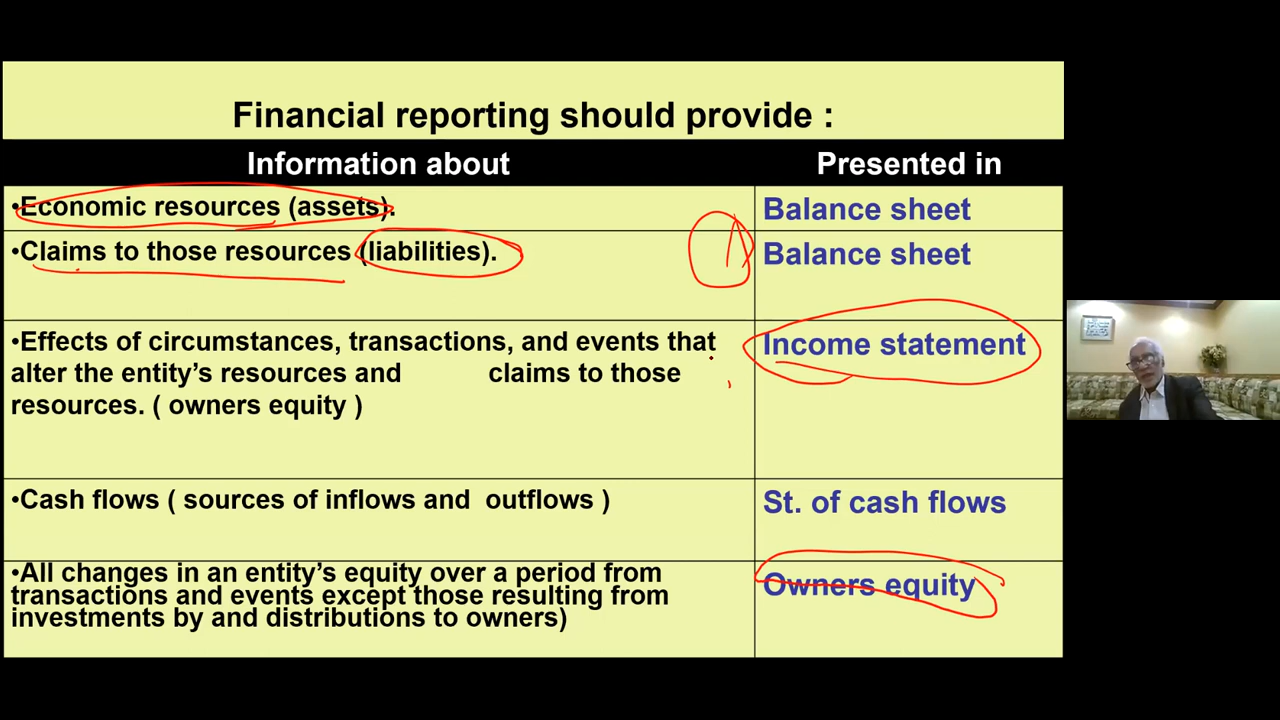 Financial reporting should provide :
Information about
Presented in
•Economic resources (assets).
Balance sheet
•Claims to those resources (liabilities).
Balance sheet
•Effects of circumstances, transactions, and events that
alter the entity's resources and claims to those
resources. ( owners equity )
Income statement
•Cash flows ( sources of inflows and outflows )
St. of cash flows
•All changes in an entity's equity over a period from
transactions and events except those resulting from
investments by and distributions to owners)
Owners equity